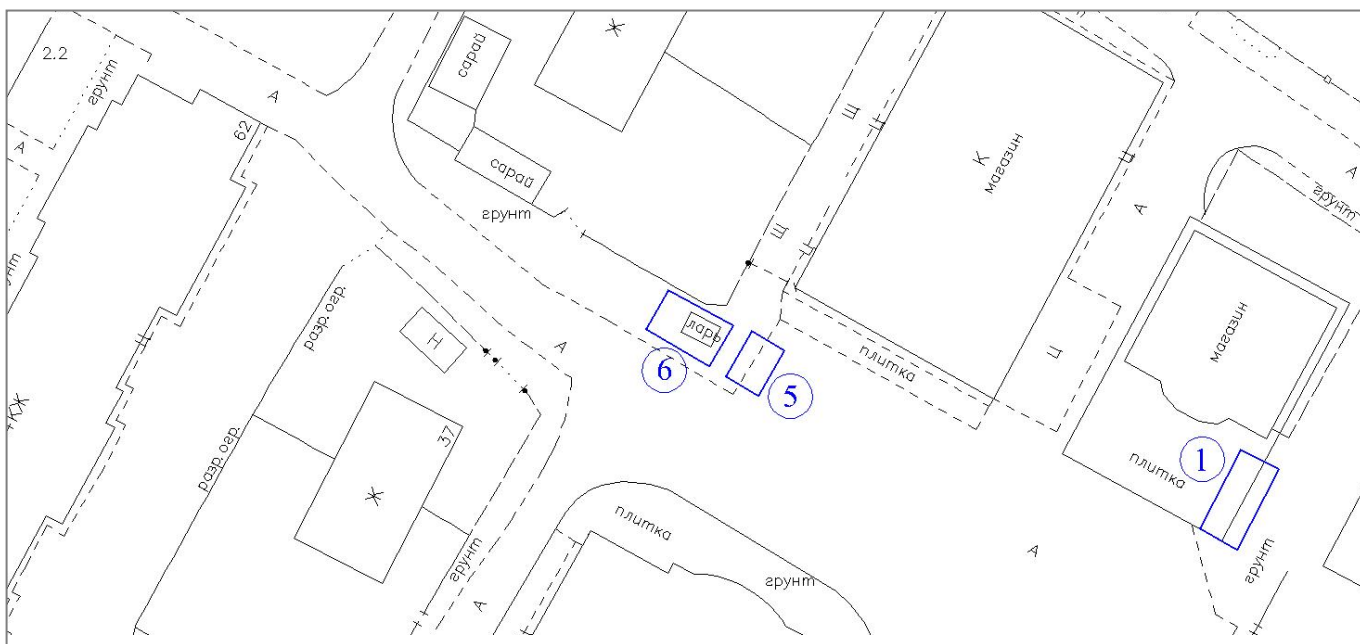 2.2
грунт
А
А
62
сарай
сарай
грунт
Ж
Щ
Ц
К
магазин
Ц
А
А
грунт
Щ
Ц
ларь
6
5
плитка
Ц
магазин
плитка
1
грунт
А
разр. огр.
Н
А
Ц
КЖ
разр. огр.
37
Ж
грунт
А
плитка
грунт